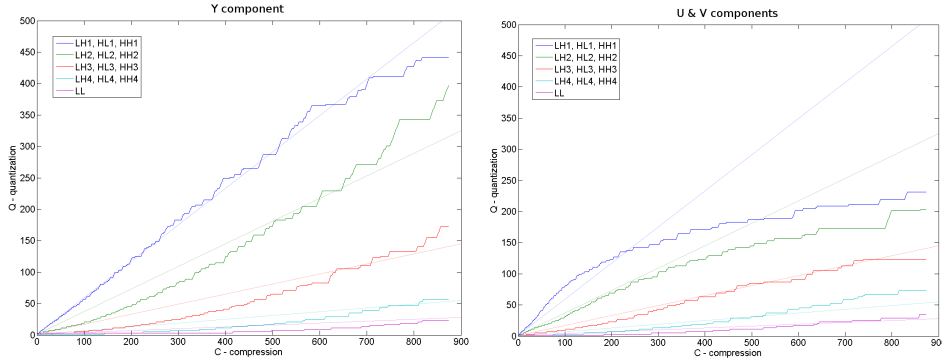 Y component
500
450
400
350
300
250
200
150
100
50
0
Q - quantization
LH1, HL1, HH1
LH2, HL2, HH2
LH3, HL3, HH3
LH4, HL4, HH4
LL
0 100 200 300 400 500 600 700 800 900
C - compression
U & V components
500
450
400
350
300
250
200
150
100
50
0
Q - quantization
LH1, HL1, HH1
LH2, HL2, HH2
LH3, HL3, HH3
LH4, HL4, HH4
LL
0 100 200 300 400 500 600 700 800 900
C - compression